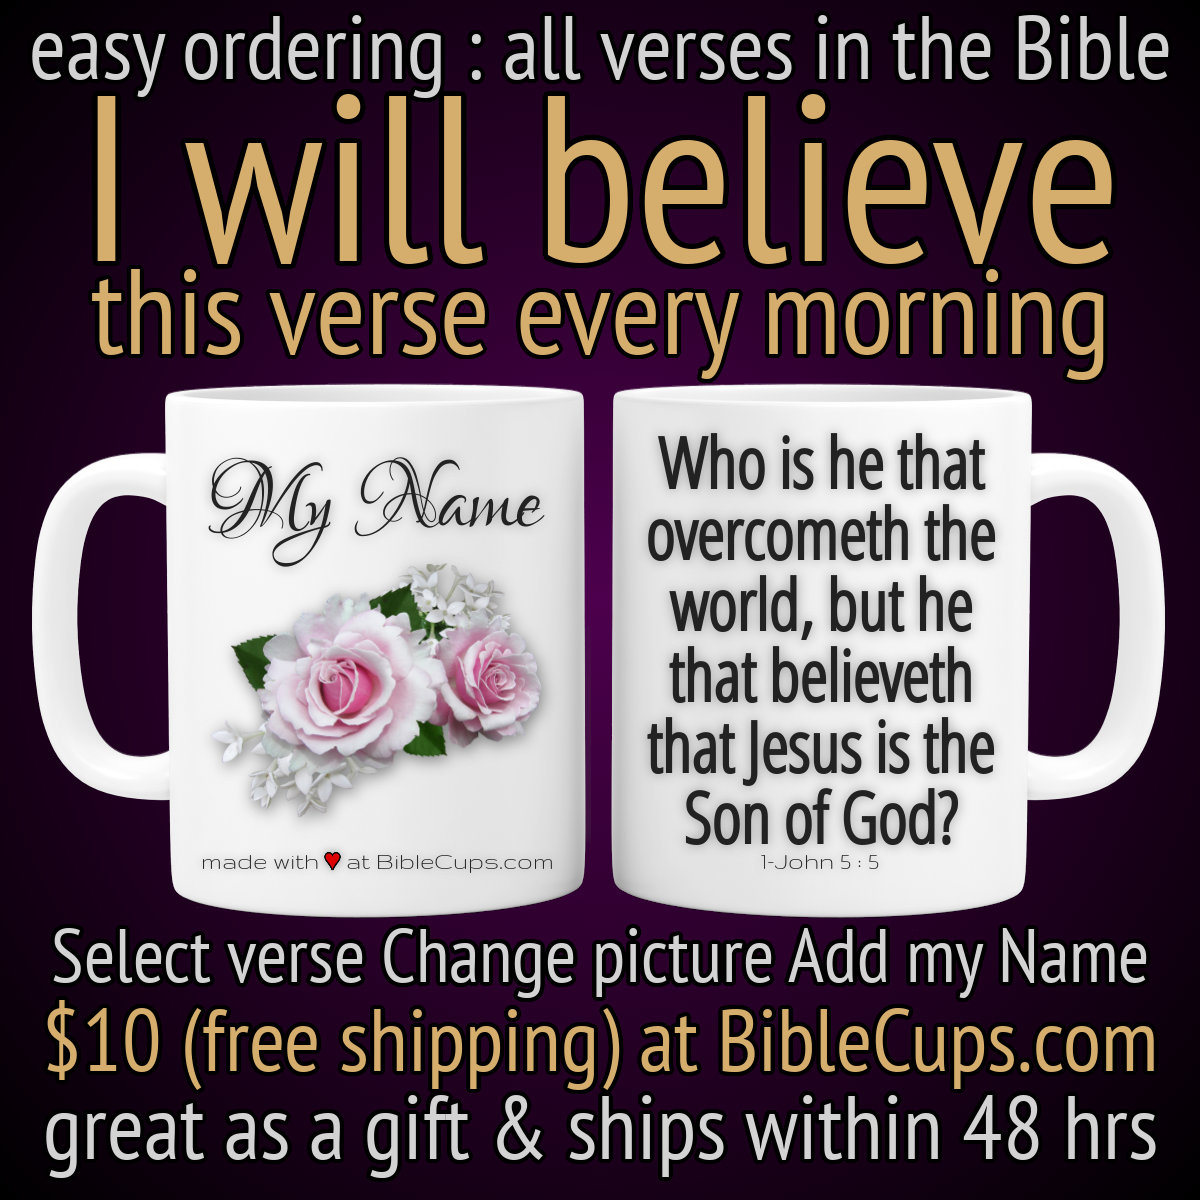 easy ordering : all verses in the Bible
I will believe
this verse every morning
My Name
made with ♥ at BibleCups.com
Who is he that
overcometh the
world, but he
that believeth
that Jesus is the
Son of God?
1-John 5 : 5
Select verse Change picture Add my Name
$10 (free shipping) at BibleCups.com
great as a gift & ships within 48 hrs